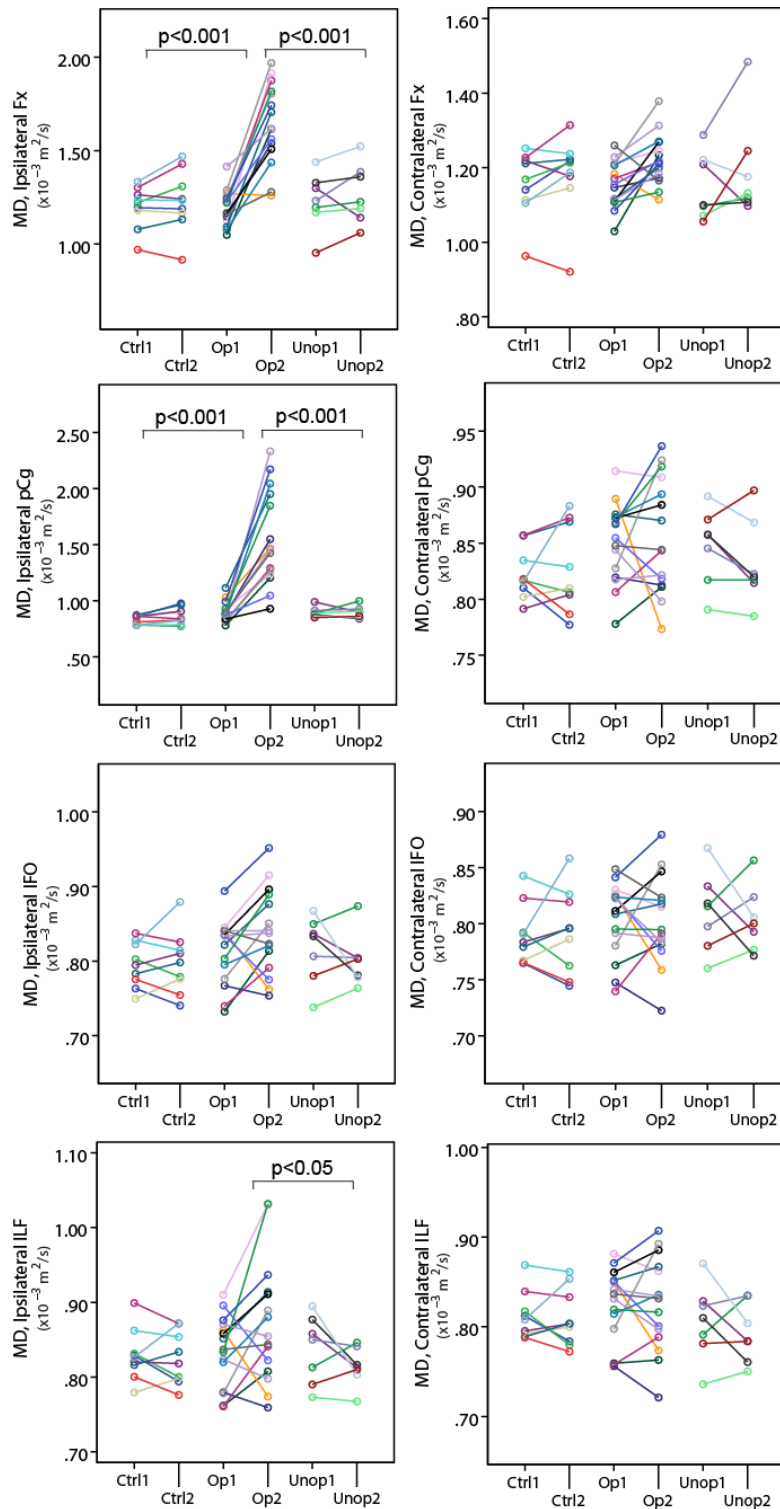 MD, Ipsilateral Fx
(x10⁻³ m²/s)
p<0.001
p<0.001
2.00
1.50
1.00
Ctrl1
Op1
Unop1
Ctrl2
Op2
Unop2
MD, Contralateral Fx
(x10⁻³ m²/s)
1.60
1.40
1.20
1.00
.80
Ctrl1
Op1
Unop1
Ctrl2
Op2
Unop2
MD, Ipsilateral pCg
(x10⁻³ m²/s)
p<0.001
p<0.001
2.50
2.00
1.50
1.00
.50
Ctrl1
Op1
Unop1
Ctrl2
Op2
Unop2
MD, Contralateral pCg
(x10⁻³ m²/s)
.95
.90
.85
.80
.75
Ctrl1
Op1
Unop1
Ctrl2
Op2
Unop2
MD, Ipsilateral IFO
(x10⁻³ m²/s)
1.00
.90
.80
.70
Ctrl1
Op1
Unop1
Ctrl2
Op2
Unop2
MD, Contralateral IFO
(x10⁻³ m²/s)
.90
.85
.80
.75
.70
Ctrl1
Op1
Unop1
Ctrl2
Op2
Unop2
MD, Ipsilateral ILF
(x10⁻³ m²/s)
p<0.05
1.10
1.00
.90
.80
.70
Ctrl1
Op1
Unop1
Ctrl2
Op2
Unop2
MD, Contralateral ILF
(x10⁻³ m²/s)
1.00
.90
.80
.70
Ctrl1
Op1
Unop1
Ctrl2
Op2
Unop2